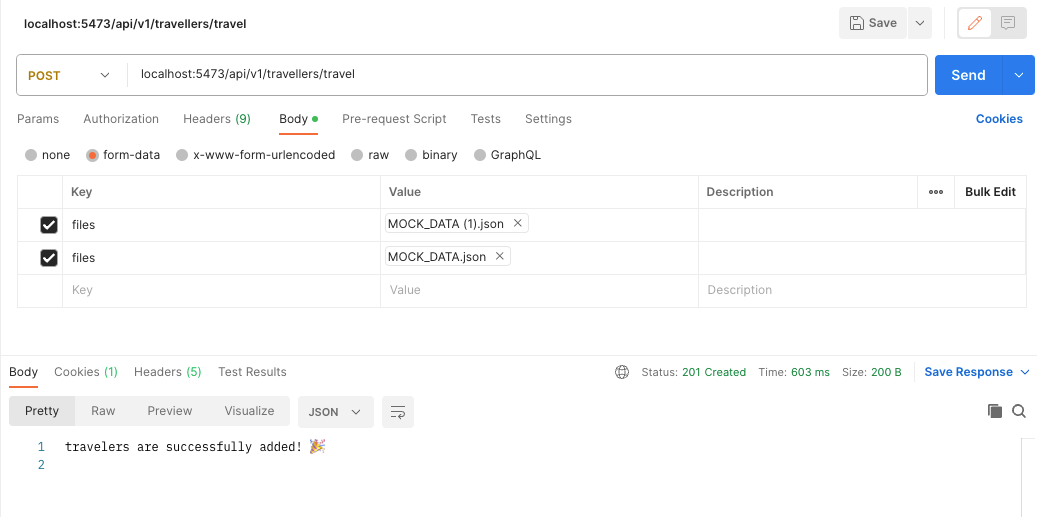 localhost:5473/api/v1/travellers/travel
Save
POST
localhost:5473/api/v1/travellers/travel
Send
Params Authorization Headers (9) Body Pre-request Script Tests Settings Cookies
none form-data x-www-form-urlencoded raw binary GraphQL
Key Value Description ••• Bulk Edit
files MOCK_DATA (1).json ×
files MOCK_DATA.json ×
Key Value Description
Body Cookies (1) Headers (5) Test Results Status: 201 Created Time: 603 ms Size: 200 B Save Response
Pretty Raw Preview Visualize JSON
1 travelers are successfully added! 🎉
2